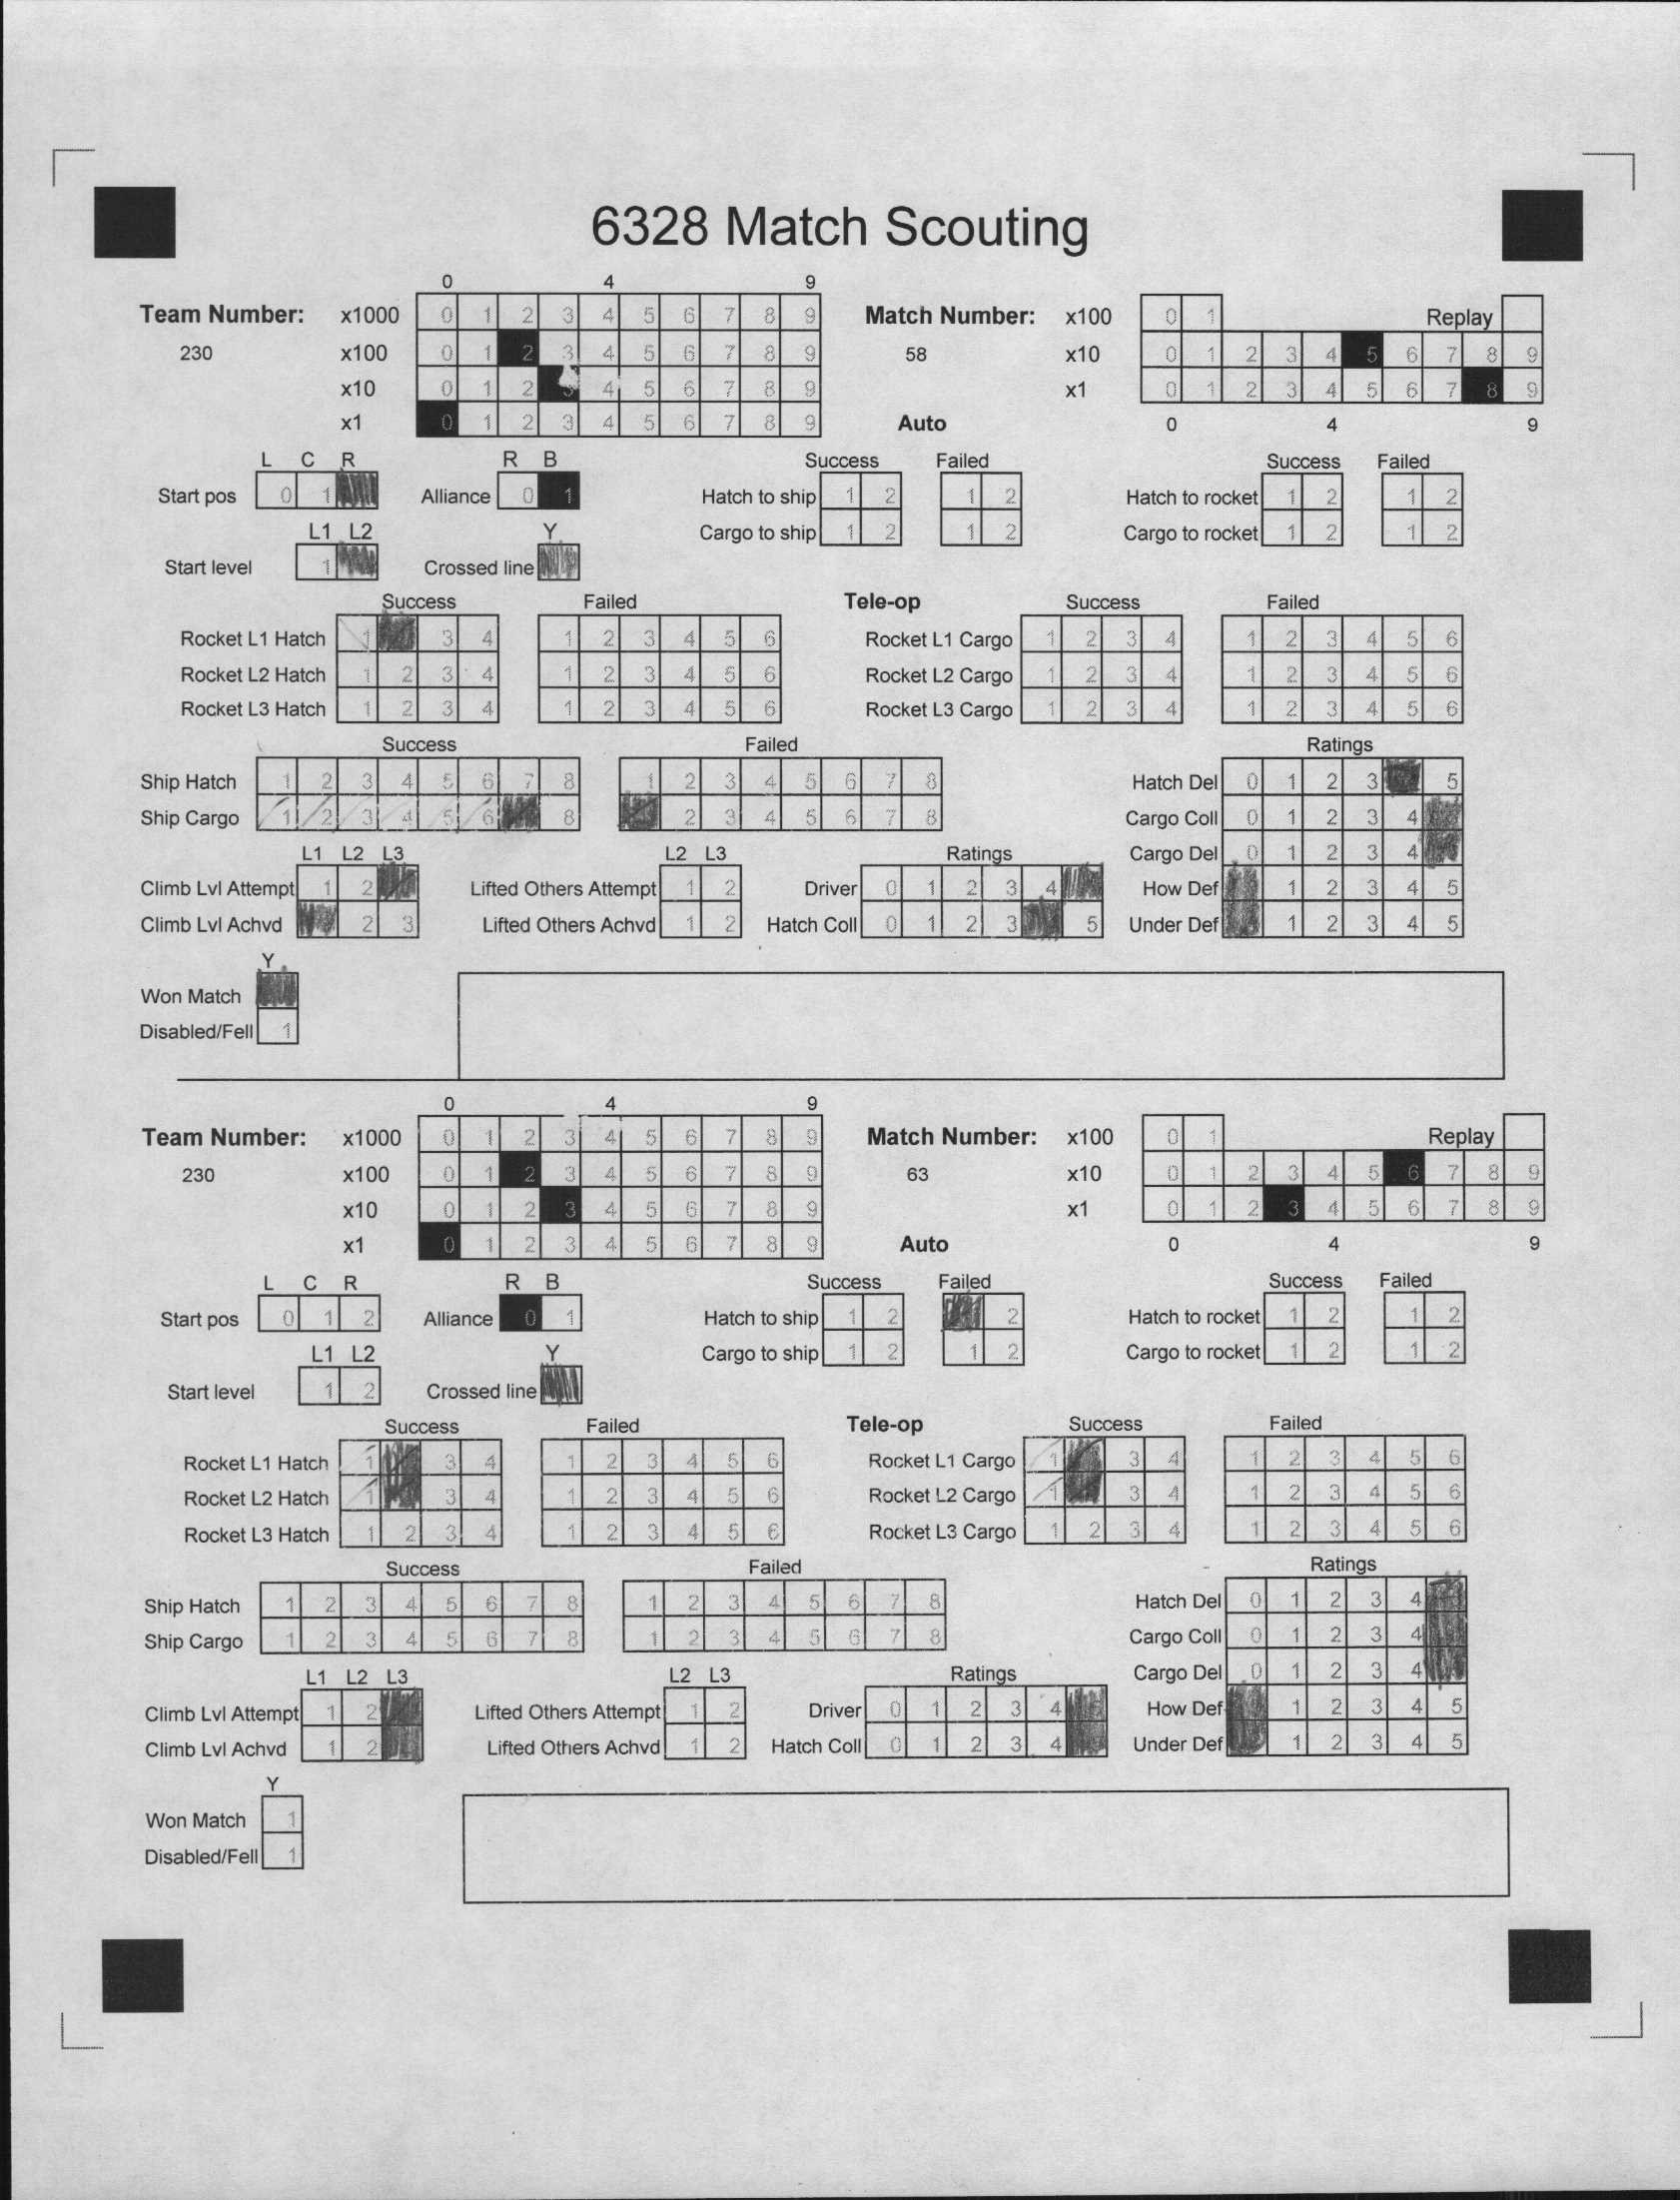 6328 Match Scouting
0 4 9
Team Number: x1000 0 1 2 3 4 5 6 7 8 9 Match Number: x100 0 1 Replay
230 x100 0 1 2 3 4 5 6 7 8 9 58 x10 0 1 2 3 4 5 6 7 8 9
x10 0 1 2 3 4 5 6 7 8 9 x1 0 1 2 3 4 5 6 7 8 9
x1 0 1 2 3 4 5 6 7 8 9 Auto 0 4 9
L C R R B Success Failed Success Failed
Start pos 0 1 Alliance 0 1 Hatch to ship 1 2 1 2 Hatch to rocket 1 2 1 2
L1 L2 Y Cargo to ship 1 2 1 2 Cargo to rocket 1 2 1 2
Start level 1 Crossed line
Success Failed Tele-op Success Failed
Rocket L1 Hatch 1 3 4 1 2 3 4 5 6 Rocket L1 Cargo 1 2 3 4 1 2 3 4 5 6
Rocket L2 Hatch 1 2 3 4 1 2 3 4 5 6 Rocket L2 Cargo 1 2 3 4 1 2 3 4 5 6
Rocket L3 Hatch 1 2 3 4 1 2 3 4 5 6 Rocket L3 Cargo 1 2 3 4 1 2 3 4 5 6
Success Failed Ratings
Ship Hatch 1 2 3 4 5 6 7 8 1 2 3 4 5 6 7 8 Hatch Del 0 1 2 3 5
Ship Cargo 1 2 3 4 5 6 8 2 3 4 5 6 7 8 Cargo Coll 0 1 2 3 4
L1 L2 L3 L2 L3 Ratings Cargo Del 0 1 2 3 4
Climb Lvl Attempt 1 2 Lifted Others Attempt 1 2 Driver 0 1 2 3 4 How Def 1 2 3 4 5
Climb Lvl Achvd 2 3 Lifted Others Achvd 1 2 Hatch Coll 0 1 2 3 5 Under Def 1 2 3 4 5
Y
Won Match
Disabled/Fell 1
0 4 9
Team Number: x1000 0 1 2 3 4 5 6 7 8 9 Match Number: x100 0 1 Replay
230 x100 0 1 2 3 4 5 6 7 8 9 63 x10 0 1 2 3 4 5 6 7 8 9
x10 0 1 2 3 4 5 6 7 8 9 x1 0 1 2 3 4 5 6 7 8 9
x1 0 1 2 3 4 5 6 7 8 9 Auto 0 4 9
L C R R B Success Failed Success Failed
Start pos 0 1 2 Alliance 0 1 Hatch to ship 1 2 2 Hatch to rocket 1 2 1 2
L1 L2 Y Cargo to ship 1 2 1 2 Cargo to rocket 1 2 1 2
Start level 1 2 Crossed line
Success Failed Tele-op Success Failed
Rocket L1 Hatch 1 3 4 1 2 3 4 5 6 Rocket L1 Cargo 1 3 4 1 2 3 4 5 6
Rocket L2 Hatch 1 3 4 1 2 3 4 5 6 Rocket L2 Cargo 1 3 4 1 2 3 4 5 6
Rocket L3 Hatch 1 2 3 4 1 2 3 4 5 6 Rocket L3 Cargo 1 2 3 4 1 2 3 4 5 6
Success Failed Ratings
Ship Hatch 1 2 3 4 5 6 7 8 1 2 3 4 5 6 7 8 Hatch Del 0 1 2 3 4
Ship Cargo 1 2 3 4 5 6 7 8 1 2 3 4 5 6 7 8 Cargo Coll 0 1 2 3 4
L1 L2 L3 L2 L3 Ratings Cargo Del 0 1 2 3 4
Climb Lvl Attempt 1 2 Lifted Others Attempt 1 2 Driver 0 1 2 3 4 How Def 1 2 3 4 5
Climb Lvl Achvd 1 2 Lifted Others Achvd 1 2 Hatch Coll 0 1 2 3 4 Under Def 1 2 3 4 5
Y
Won Match 1
Disabled/Fell 1